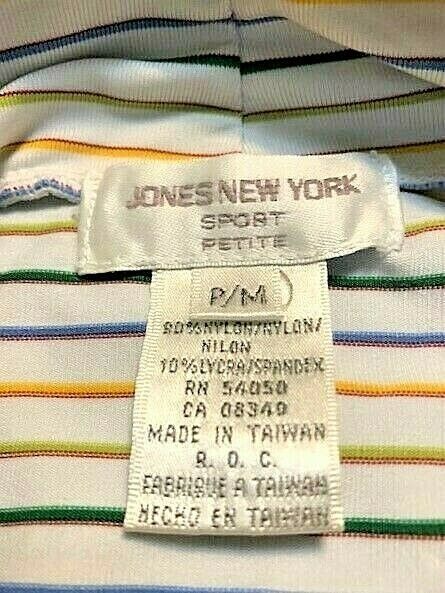 JONES NEW YORK
SPORT
PETITE
P/M
90%NYLON/NYLON/
NILON
10%LYCRA/SPANDEX
RN 54050
CA 08349
MADE IN TAIWAN
R. O. C.
FABRIQUE A TAIWAN
HECHO EN TAIWAN